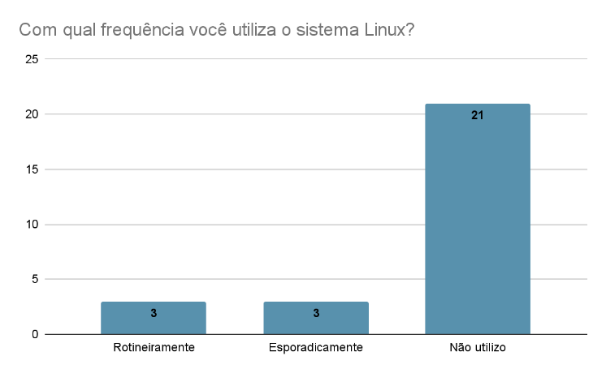 Com qual frequência você utiliza o sistema Linux?
25
20
15
10
5
0
21
3
3
Rotineiramente
Esporadicamente
Não utilizo